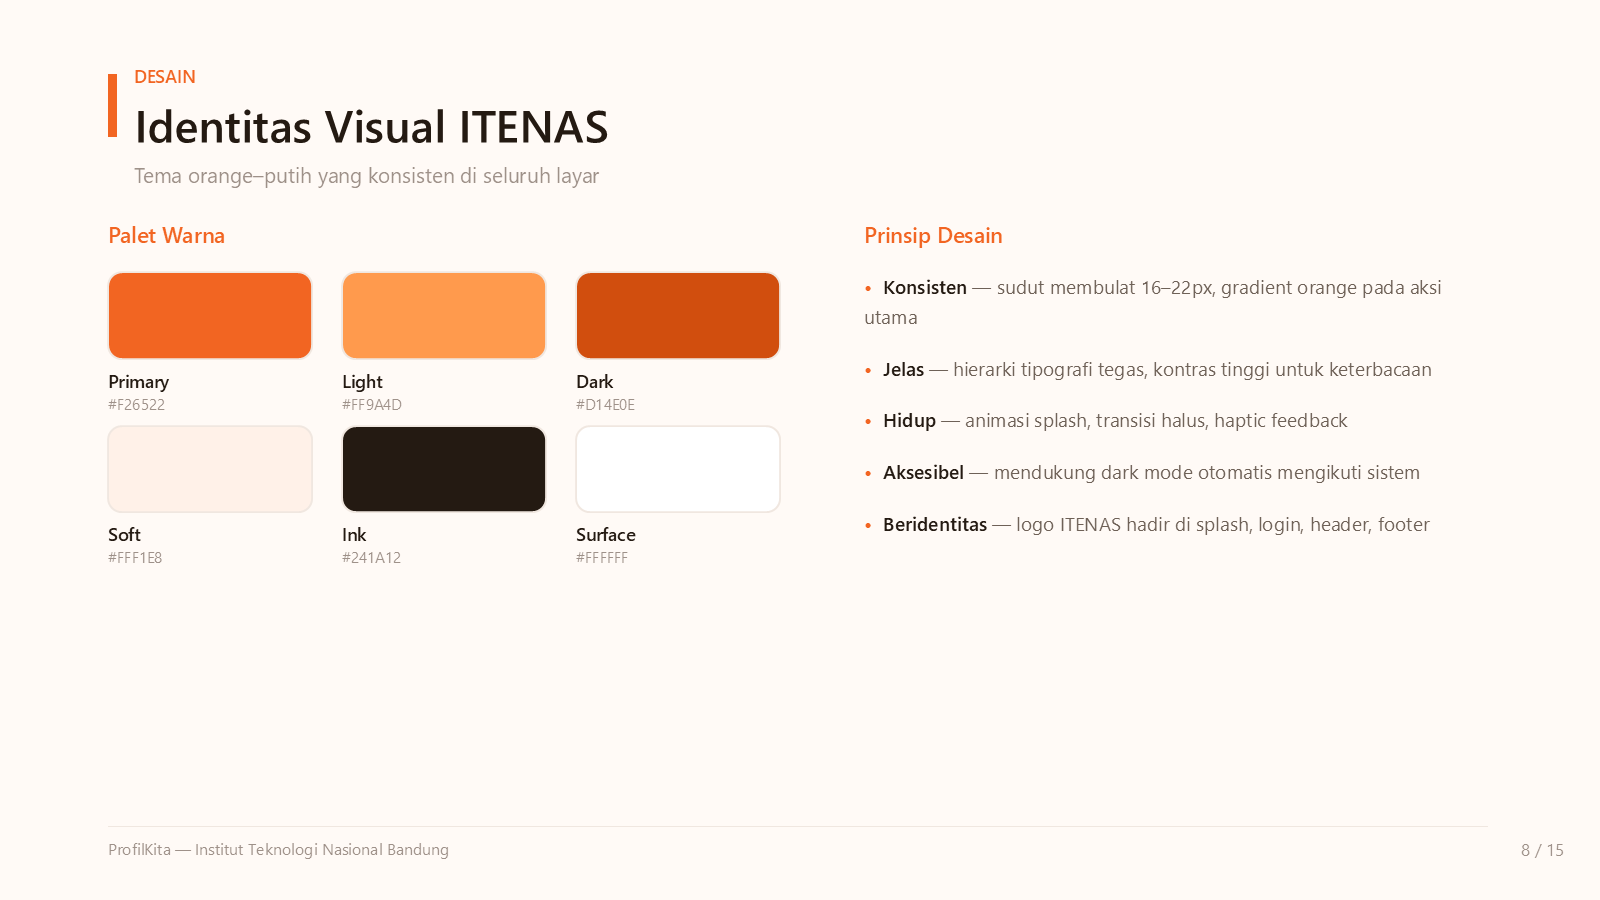 DESAIN
Identitas Visual ITENAS
Tema orange–putih yang konsisten di seluruh layar
Palet Warna
Primary
#F26522
Light
#FF9A4D
Dark
#D14E0E
Soft
#FFF1E8
Ink
#241A12
Surface
#FFFFFF
Prinsip Desain
• Konsisten — sudut membulat 16–22px, gradient orange pada aksi
utama
• Jelas — hierarki tipografi tegas, kontras tinggi untuk keterbacaan
• Hidup — animasi splash, transisi halus, haptic feedback
• Aksesibel — mendukung dark mode otomatis mengikuti sistem
• Beridentitas — logo ITENAS hadir di splash, login, header, footer
ProfilKita — Institut Teknologi Nasional Bandung
8 / 15